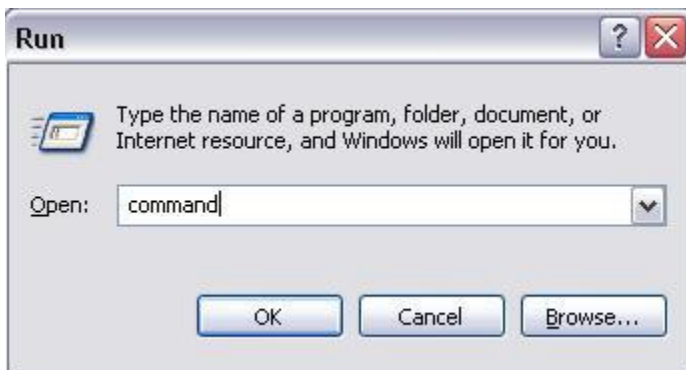 Run
?
Type the name of a program, folder, document, or
Internet resource, and Windows will open it for you.
Open: command
OK Cancel Browse...